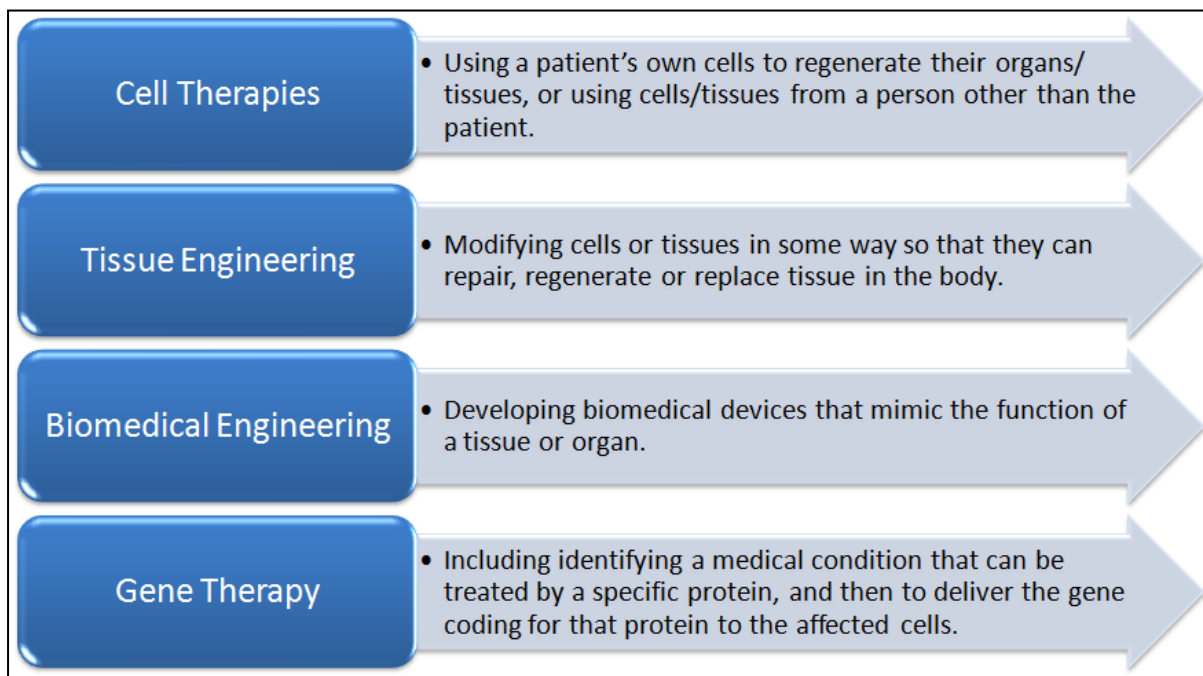 Cell Therapies
• Using a patient’s own cells to regenerate their organs/
tissues, or using cells/tissues from a person other than the
patient.
Tissue Engineering
• Modifying cells or tissues in some way so that they can
repair, regenerate or replace tissue in the body.
Biomedical Engineering
• Developing biomedical devices that mimic the function of
a tissue or organ.
Gene Therapy
• Including identifying a medical condition that can be
treated by a specific protein, and then to deliver the gene
coding for that protein to the affected cells.